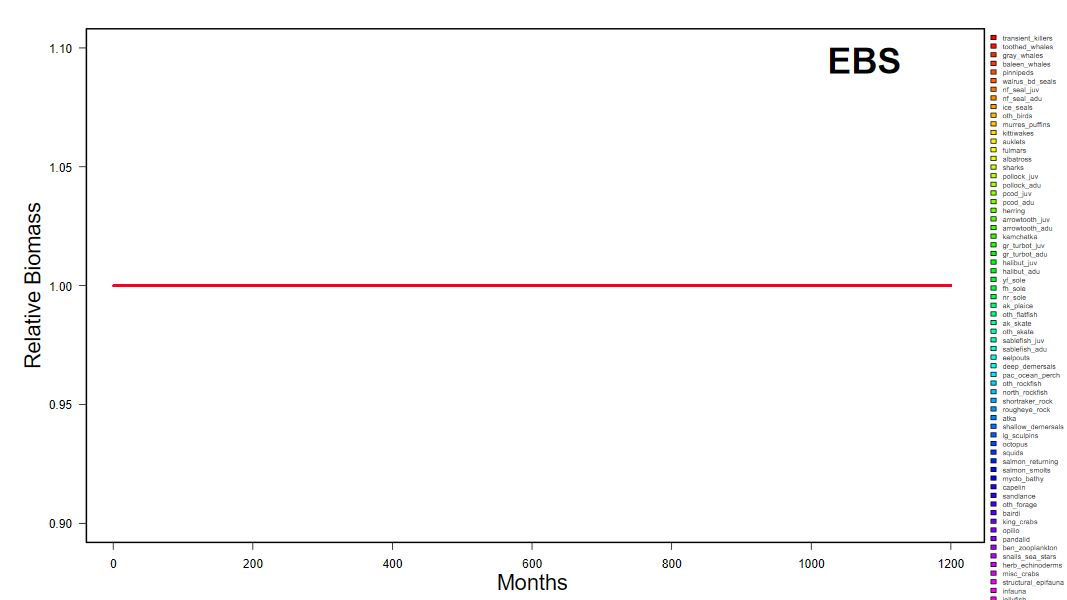 EBS
1.10
1.05
1.00
0.95
0.90
Relative Biomass
0 200 400 600 800 1000 1200
Months
transient_killers
toothed_whales
gray_whales
baleen_whales
pinnipeds
walrus_bd_seals
nf_seal_juv
nf_seal_adu
ice_seals
oth_birds
murres_puffins
kittiwakes
auklets
fulmars
albatross
sharks
pollock_juv
pollock_adu
pcod_juv
pcod_adu
herring
arrowtooth_juv
arrowtooth_adu
kamchatka
gr_turbot_juv
gr_turbot_adu
halibut_juv
halibut_adu
yf_sole
fh_sole
nr_sole
ak_plaice
oth_flatfish
ak_skate
oth_skate
sablefish_juv
sablefish_adu
eelpouts
deep_demersals
pac_ocean_perch
oth_rockfish
north_rockfish
shortraker_rock
rougheye_rock
atka
shallow_demersals
lg_sculpins
octopus
squids
salmon_returning
salmon_smolts
mycto_bathy
capelin
sandlance
oth_forage
bairdi
king_crabs
opilio
pandalid
ben_zooplankton
snails_sea_stars
herb_echinoderms
misc_crabs
structural_epifauna
infauna
jellyfish